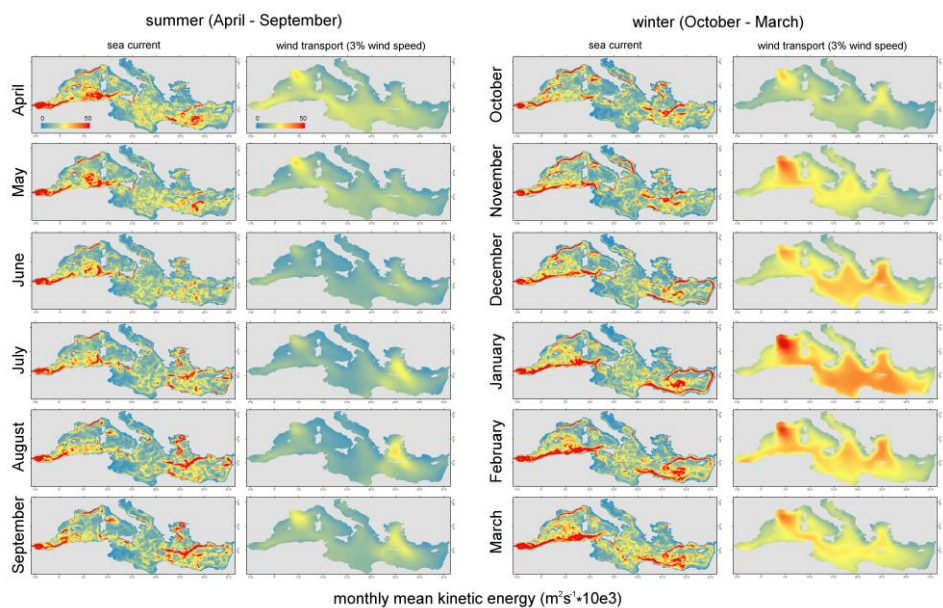 summer (April - September)
winter (October - March)
sea current
wind transport (3% wind speed)
sea current
wind transport (3% wind speed)
April
0 50
0 50
October
May
November
June
December
July
January
August
February
September
March
monthly mean kinetic energy (m²s⁻¹*10e3)